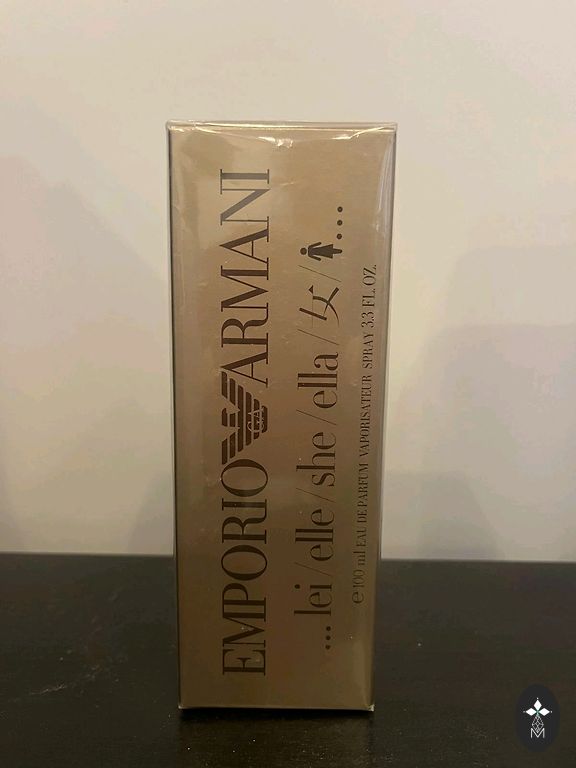 EMPORIO ARMANI
...lei/elle/she/ella/女/...
℮100 ml EAU DE PARFUM VAPORISATEUR SPRAY 3.3 FL. OZ.